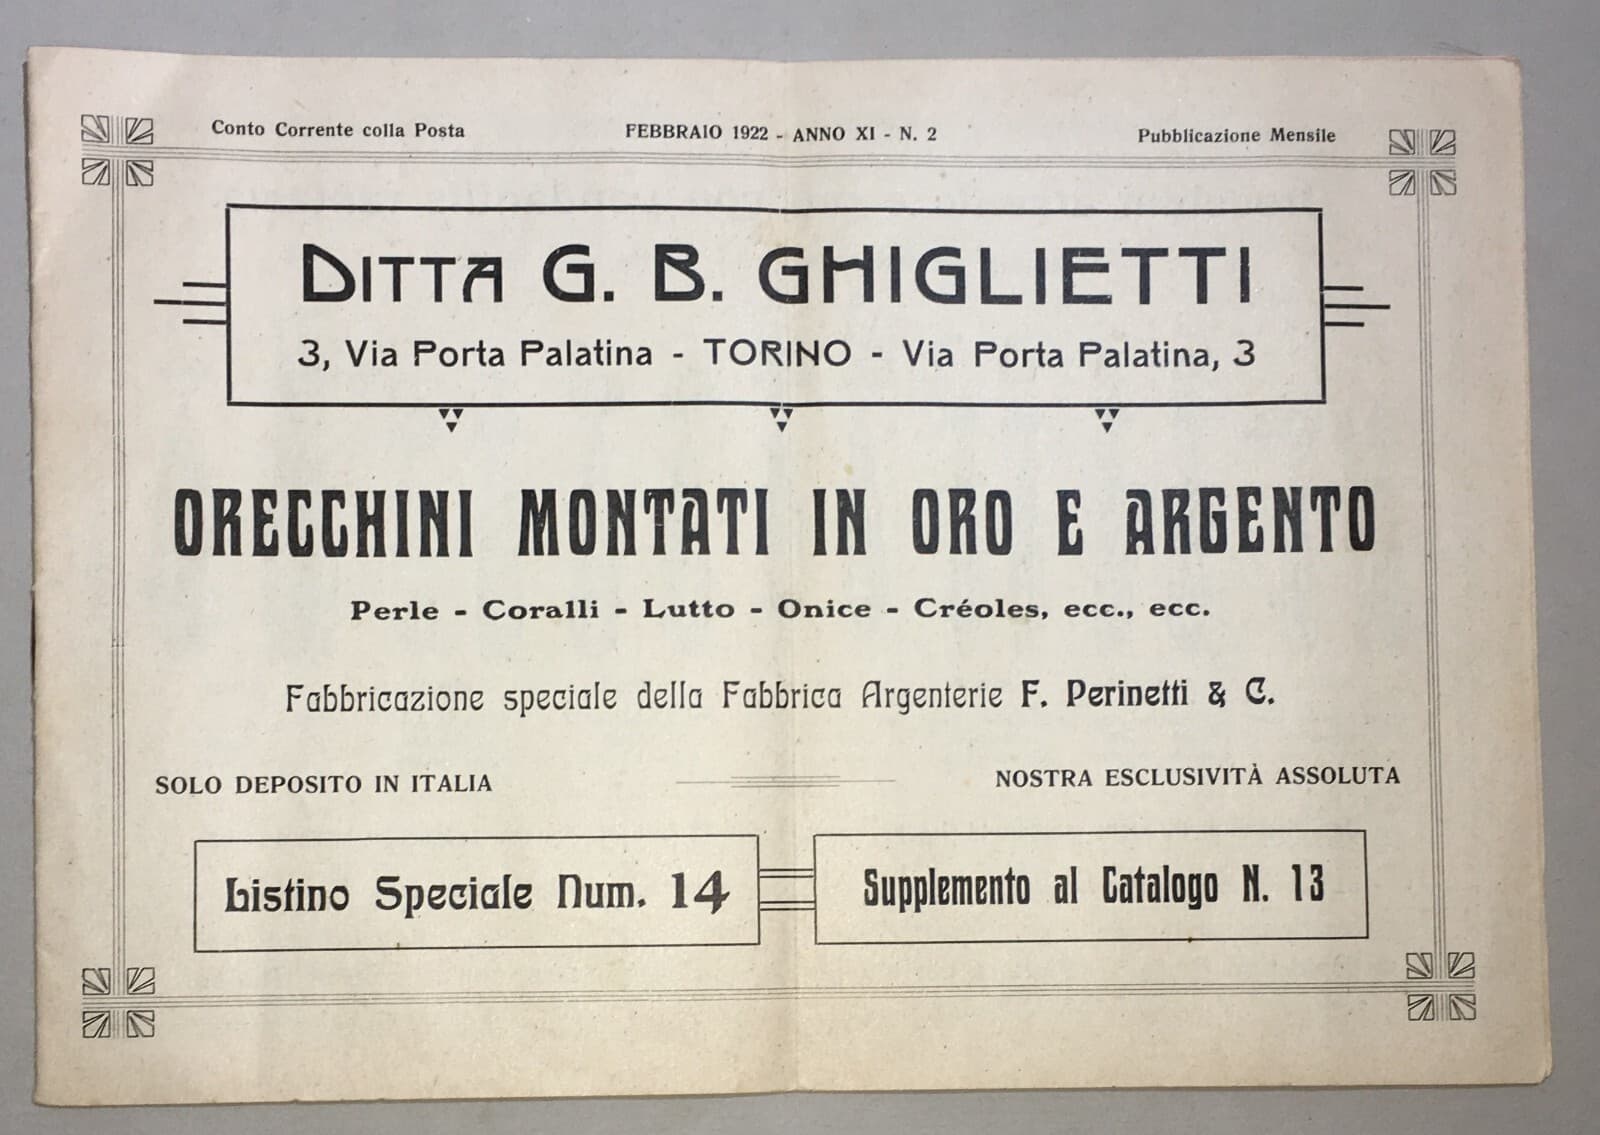 Conto Corrente colla Posta
FEBBRAIO 1922 - ANNO XI - N. 2
Pubblicazione Mensile
DITTA G. B. GHIGLIETTI
3, Via Porta Palatina - TORINO - Via Porta Palatina, 3
ORECCHINI MONTATI IN ORO E ARGENTO
Perle - Coralli - Lutto - Onice - Créoles, ecc., ecc.
Fabbricazione speciale della Fabbrica Argenterie F. Perinetti & C.
SOLO DEPOSITO IN ITALIA
NOSTRA ESCLUSIVITÀ ASSOLUTA
Listino Speciale Num. 14
Supplemento al Catalogo N. 13